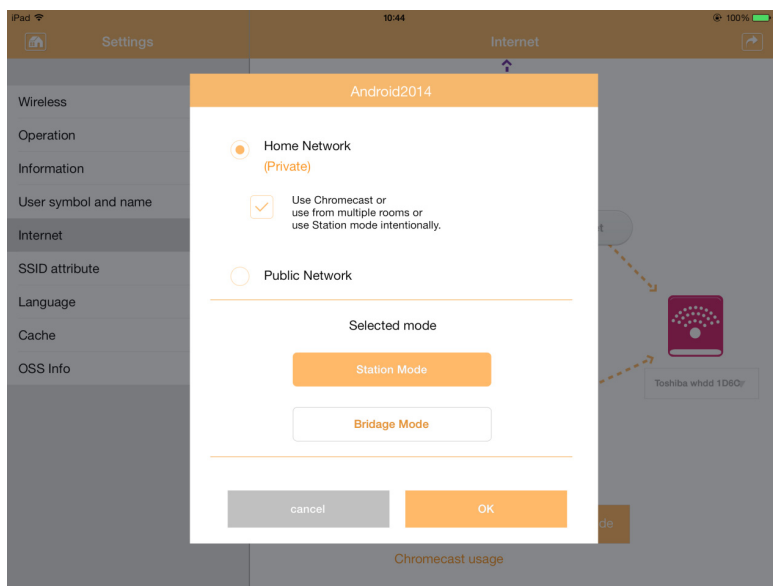 iPad 10:44 100%
Settings
Internet
Wireless
Operation
Information
User symbol and name
Internet
SSID attribute
Language
Cache
OSS Info
Android2014
Home Network
(Private)
Use Chromecast or
use from multiple rooms or
use Station mode intentionally.
Public Network
Selected mode
Station Mode
Bridage Mode
cancel
OK
Toshiba whdd 1D6Oy
Chromecast usage